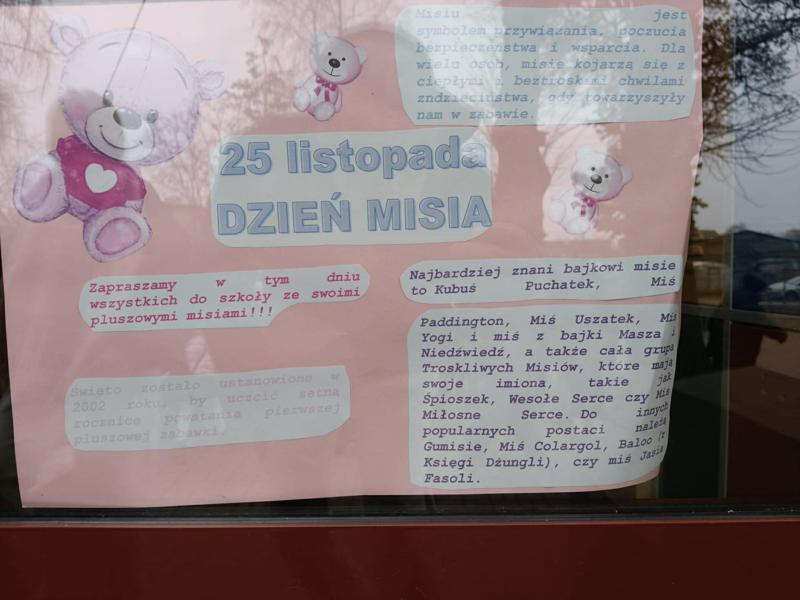 Misiu jest
symbolem przywiązania, poczucia
bezpieczeństwa i wsparcia. Dla
wielu osób, misie kojarzą się z
ciepłymi i beztroskimi chwilami
zndzieciństwa, gdy towarzyszyły
nam w zabawie.
25 listopada
DZIEŃ MISIA
Zapraszamy w tym dniu
wszystkich do szkoły ze swoimi
pluszowymi misiami!!!
Święto zostało ustanowione w
2002 roku, by uczcić setną
rocznice powstania pierwszej
pluszowej zabawki.
Najbardziej znani bajkowi misie
to Kubuś Puchatek, Miś
Paddington, Miś Uszatek, Miś
Yogi i miś z bajki Masza i
Niedźwiedź, a także cała grupa
Troskliwych Misiów, które mają
swoje imiona, takie jak
Śpioszek, Wesołe Serce czy Miś
Miłosne Serce. Do innych
popularnych postaci należą
Gumisie, Miś Colargol, Baloo (z
Księgi Dżungli), czy miś Jasia
Fasoli.